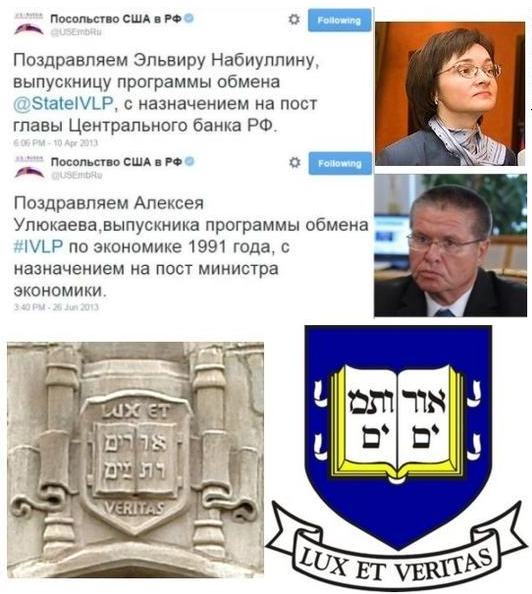 Посольство США в РФ
@USEmbRu
Following
Поздравляем Эльвиру Набиуллину,
выпускницу программы обмена
@StateIVLP, с назначением на пост
главы Центрального банка РФ.
6:06 PM - 10 Apr 2013
Посольство США в РФ
@USEmbRu
Following
Поздравляем Алексея
Улюкаева,выпускника программы обмена
#IVLP по экономике 1991 года, с
назначением на пост министра
экономики.
3:40 PM - 26 Jun 2013
LUX ET
VERITAS
אור
ים
ותמ
ים
LUX ET VERITAS